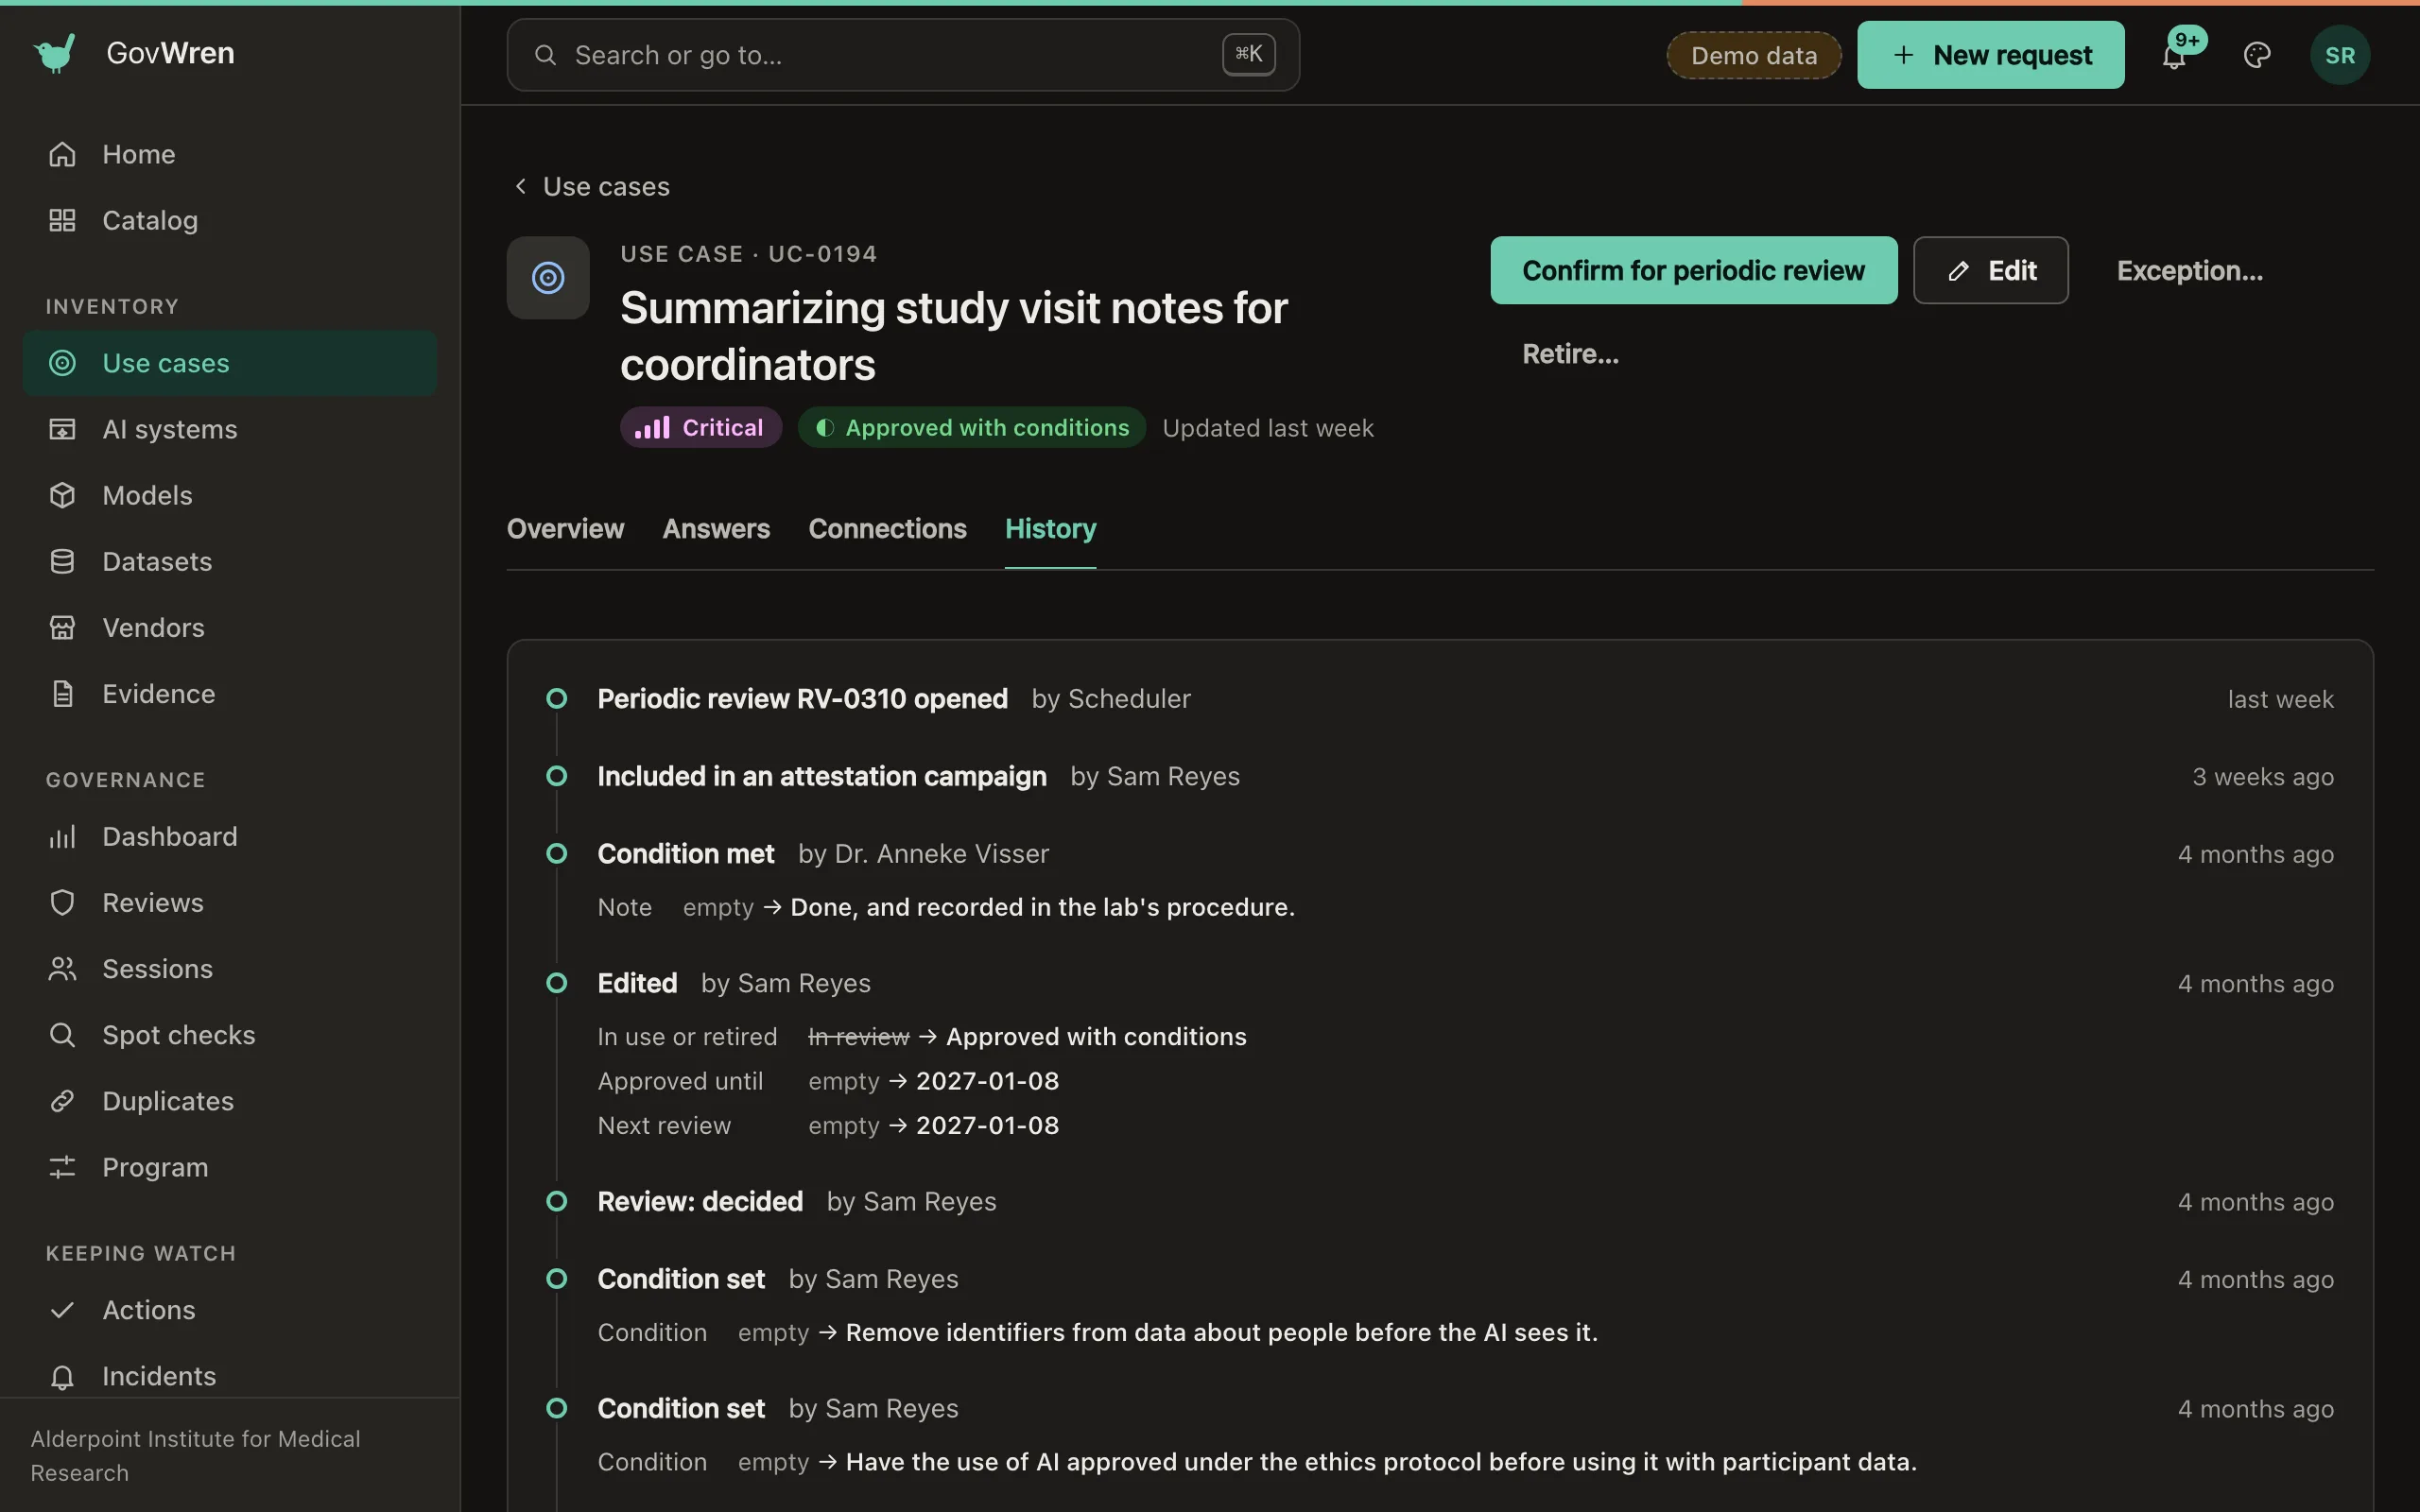 GovWren
Search or go to...
⌘K
Demo data
+ New request
9+
SR
Home
Catalog
INVENTORY
Use cases
AI systems
Models
Datasets
Vendors
Evidence
GOVERNANCE
Dashboard
Reviews
Sessions
Spot checks
Duplicates
Program
KEEPING WATCH
Actions
Incidents
Alderpoint Institute for Medical
Research
Use cases
USE CASE · UC-0194
Summarizing study visit notes for
coordinators
Critical
Approved with conditions
Updated last week
Confirm for periodic review
Edit
Exception...
Retire...
Overview
Answers
Connections
History
Periodic review RV-0310 opened by Scheduler last week
Included in an attestation campaign by Sam Reyes 3 weeks ago
Condition met by Dr. Anneke Visser 4 months ago
Note empty → Done, and recorded in the lab's procedure.
Edited by Sam Reyes 4 months ago
In use or retired In review → Approved with conditions
Approved until empty → 2027-01-08
Next review empty → 2027-01-08
Review: decided by Sam Reyes 4 months ago
Condition set by Sam Reyes 4 months ago
Condition empty → Remove identifiers from data about people before the AI sees it.
Condition set by Sam Reyes 4 months ago
Condition empty → Have the use of AI approved under the ethics protocol before using it with participant data.